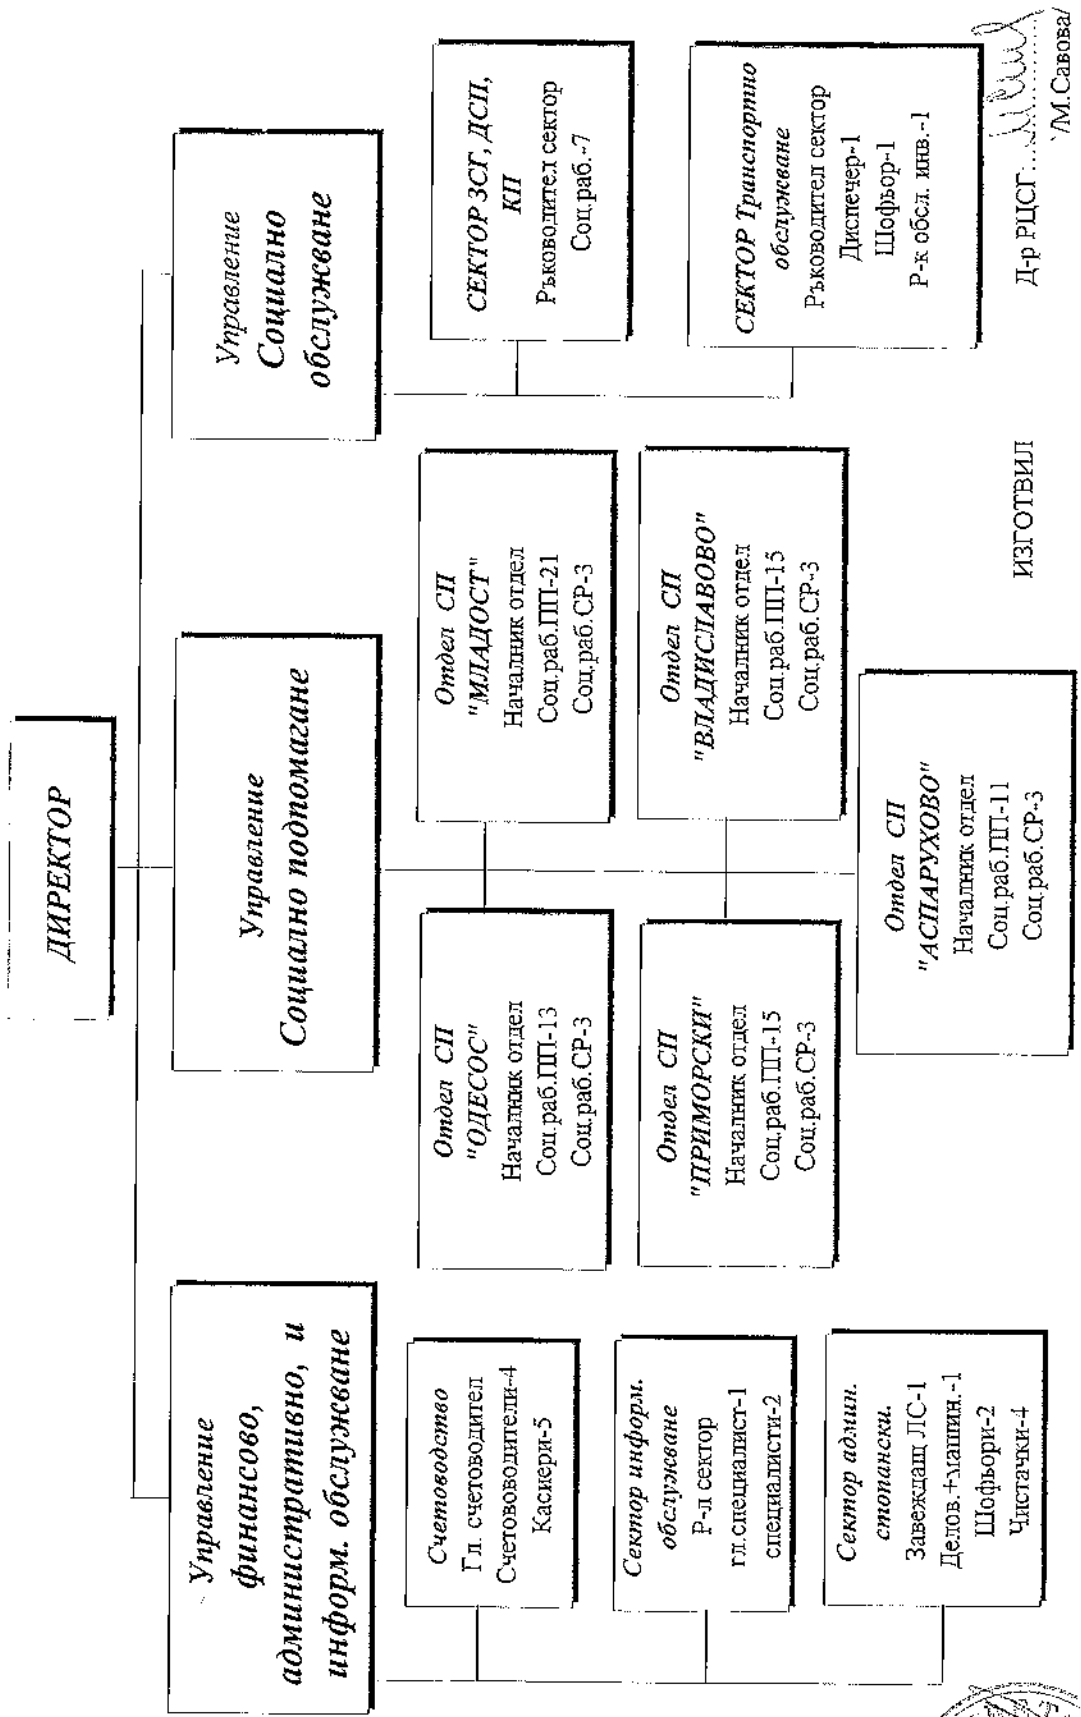 ДИРЕКТОР
Управление
финансово,
административно, и
информ. обслужване
Управление
Социално подпомагане
Управление
Социално
обслужване
Счетоводство
Гл. счетоводител
Счетововодители-4
Касиери-5
Сектор информ.
обслужване
Р-л сектор
гл.специалист-1
специалисти-2
Сектор админ.
стопански.
Завеждащ ЛС-1
Делов.+машин.-1
Шофьори-2
Чистачки-4
Отдел СП
"ОДЕСОС"
Началник отдел
Соц.раб.ПП-13
Соц.раб.СР-3
Отдел СП
"МЛАДОСТ"
Началник отдел
Соц.раб.ПП-21
Соц.раб.СР-3
Отдел СП
"ПРИМОРСКИ"
Началник отдел
Соц.раб.ПП-15
Соц.раб.СР-3
Отдел СП
"ВЛАДИСЛАВОВО"
Началник отдел
Соц.раб.ПП-15
Соц.раб.СР-3
Отдел СП
"АСПАРУХОВО"
Началник отдел
Соц.раб.ПП-11
Соц.раб.СР-3
СЕКТОР ЗСГ, ДСП,
КП
Ръководител сектор
Соц.раб.-7
СЕКТОР Транспортно
обслужване
Ръководител сектор
Диспечер-1
Шофьор-1
Р-к обсл. инв.-1
ИЗГОТВИЛ
Д-р РЦСГ:
/М.Савова/